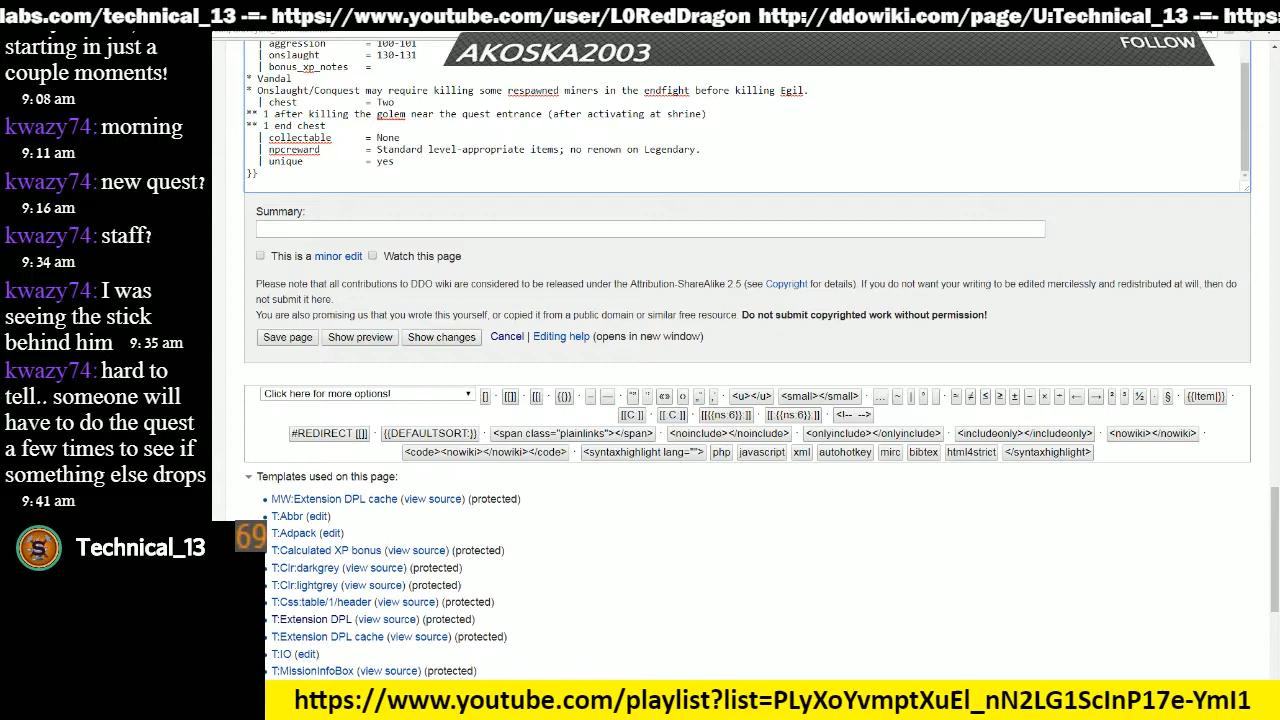 labs.com/technical_13 -=- https://www.youtube.com/user/L0RedDragon http://ddowiki.com/page/U:Technical_13 -=- https:
starting in just a
couple moments!
9:08 am
kwazy74: morning
9:11 am
kwazy74: new quest?
9:16 am
kwazy74: staff?
9:34 am
kwazy74: I was
seeing the stick
behind him 9:35 am
kwazy74: hard to
tell.. someone will
have to do the quest
a few times to see if
something else drops
9:41 am
Technical_13
69
AKOSKA2003
FOLLOW
| aggression = 100-101
| onslaught = 130-131
| bonus_xp_notes =
* Vandal
* Onslaught/Conquest may require killing some respawned miners in the endfight before killing Egil.
| chest = Two
** 1 after killing the golem near the quest entrance (after activating at shrine)
** 1 end chest
| collectable = None
| npcreward = Standard level-appropriate items; no renown on Legendary.
| unique = yes
}}
Summary:
This is a minor edit Watch this page
Please note that all contributions to DDO wiki are considered to be released under the Attribution-ShareAlike 2.5 (see Copyright for details). If you do not want your writing to be edited mercilessly and redistributed at will, then do
not submit it here.
You are also promising us that you wrote this yourself, or copied it from a public domain or similar free resource. Do not submit copyrighted work without permission!
Save page Show preview Show changes Cancel | Editing help (opens in new window)
Click here for more options! [] · [[]] · [[| · {{}} · – · — · “” · ‘’ · «» · ‹› · „“ · ‚‘ · <u></u> · <small></small> · … · ~ · | · ° · · ≈ · ≠ · ≤ · ≥ · ± · − · × · ÷ · ← · → · ² · ³ · ½ · · · § · {{Item|}} ·
[[C ]] · [[ C ]] · [[{{ns:6}}]] · [[ {{ns:6}}]] · <!-- -->
#REDIRECT [[]] · {{DEFAULTSORT:}} · <span class="plainlinks"></span> · <noinclude></noinclude> · <onlyinclude></onlyinclude> · <includeonly></includeonly> · <nowiki></nowiki> ·
<code><nowiki></nowiki></code> · <syntaxhighlight lang=""> php javascript xml autohotkey mirc bibtex html4strict </syntaxhighlight>
Templates used on this page:
MW:Extension DPL cache (view source) (protected)
T:Abbr (edit)
T:Adpack (edit)
T:Calculated XP bonus (view source) (protected)
T:Clr:darkgrey (view source) (protected)
T:Clr:lightgrey (view source) (protected)
T:Css:table/1/header (view source) (protected)
T:Extension DPL (view source) (protected)
T:Extension DPL cache (view source) (protected)
T:IO (edit)
T:MissionInfoBox (view source) (protected)
https://www.youtube.com/playlist?list=PLyXoYvmptXuEl_nN2LG1ScInP17e-YmI1